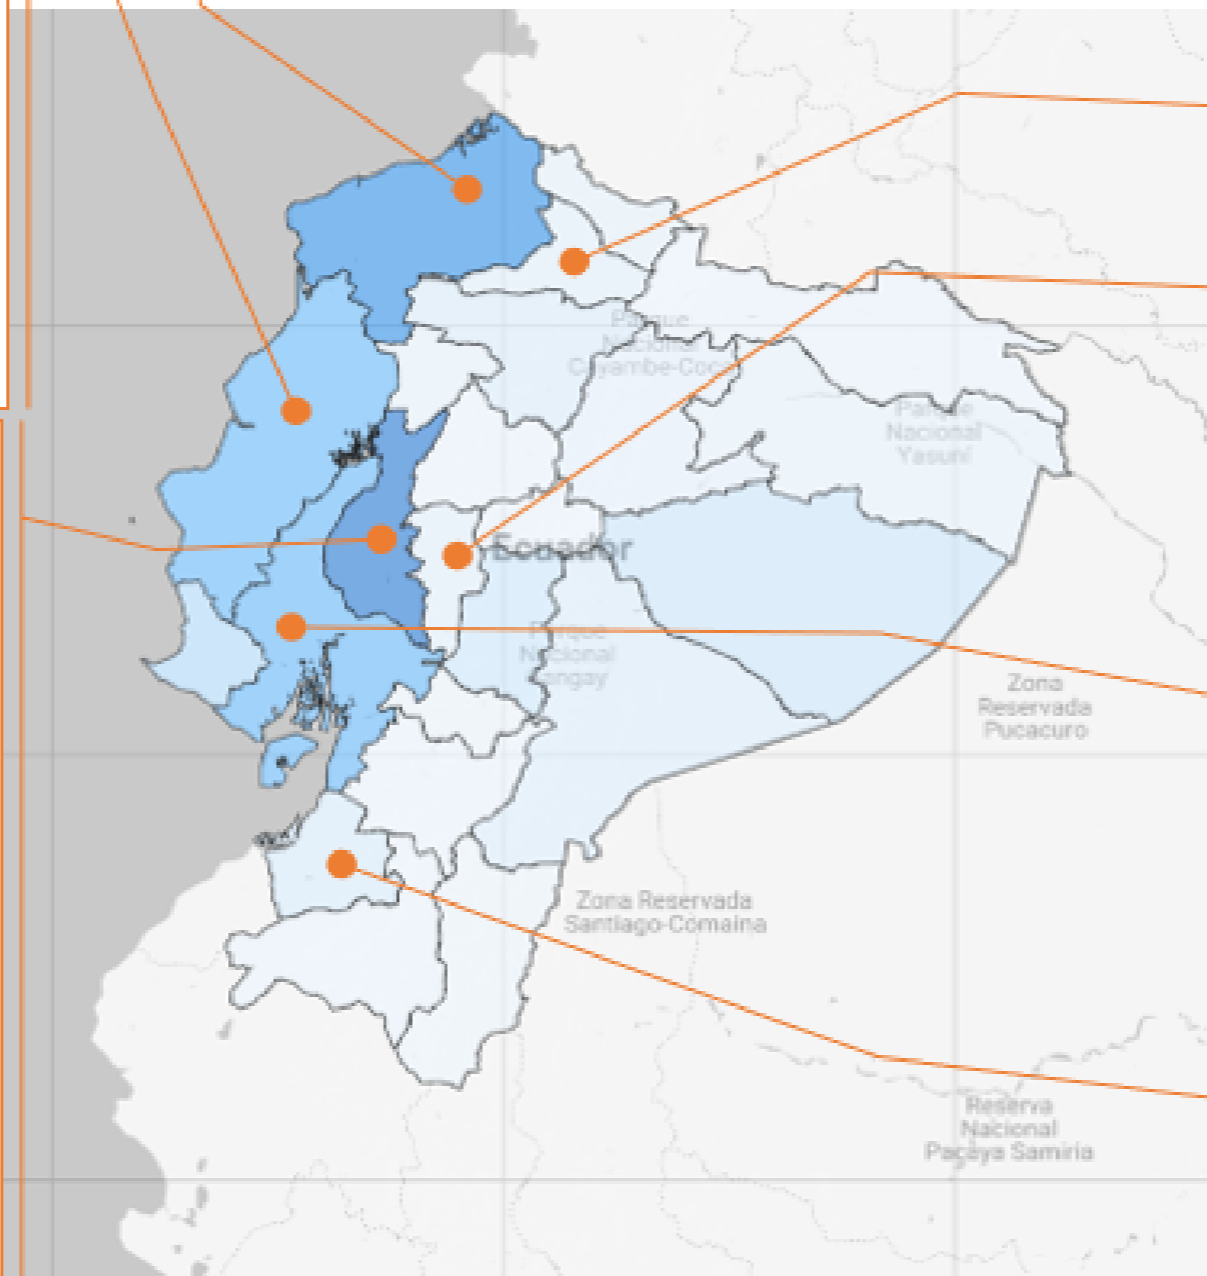 Parque
Nacional
Cayambe-Coca
Parque
Nacional
Yasuní
Ecuador
Parque
Nacional
Sangay
Zona
Reservada
Pucacuro
Zona Reservada
Santiago-Comaina
Reserva
Nacional
Pacaya Samiria